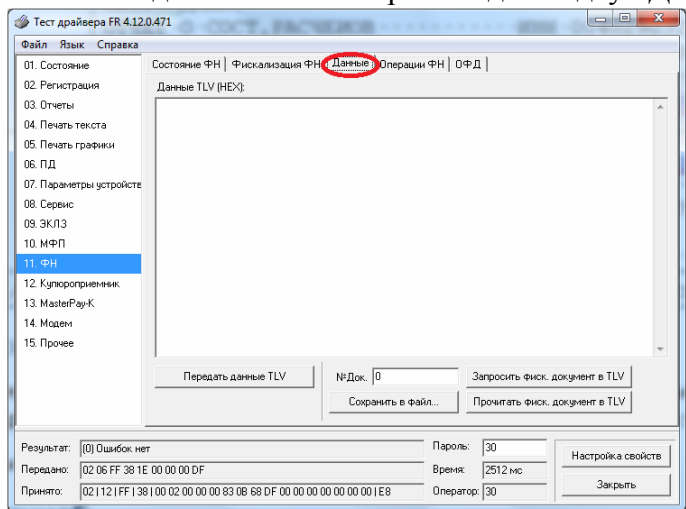 Тест драйвера FR 4.12.0.471
Файл Язык Справка
01. Состояние
02. Регистрация
03. Отчеты
04. Печать текста
05. Печать графики
06. ПД
07. Параметры устройств
08. Сервис
09. ЭКЛЗ
10. МФП
11. ФН
12. Купюроприемник
13. MasterPay-K
14. Модем
15. Прочее
Состояние ФН Фискализация ФН Данные Операции ФН ОФД
Данные TLV (HEX):
Передать данные TLV
№Док. 0
Запросить фиск. документ в TLV
Сохранить в файл...
Прочитать фиск. документ в TLV
Результат: (0) Ошибок нет
Пароль: 30
Настройка свойств
Передано: 02 06 FF 38 1E 00 00 00 DF
Время: 2512 мс
Принято: 02 | 12 | FF | 38 | 00 02 00 00 00 83 0B 68 DF 00 00 00 00 00 00 00 | E8
Оператор: 30
Закрыть